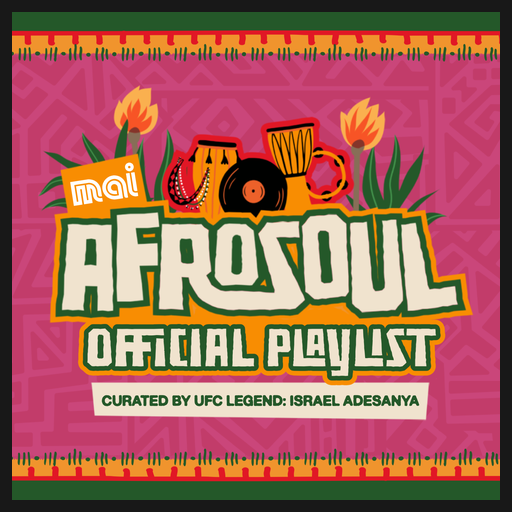 mai
AFROSOUL
OFFICIAL PLAYLIST
CURATED BY UFC LEGEND: ISRAEL ADESANYA